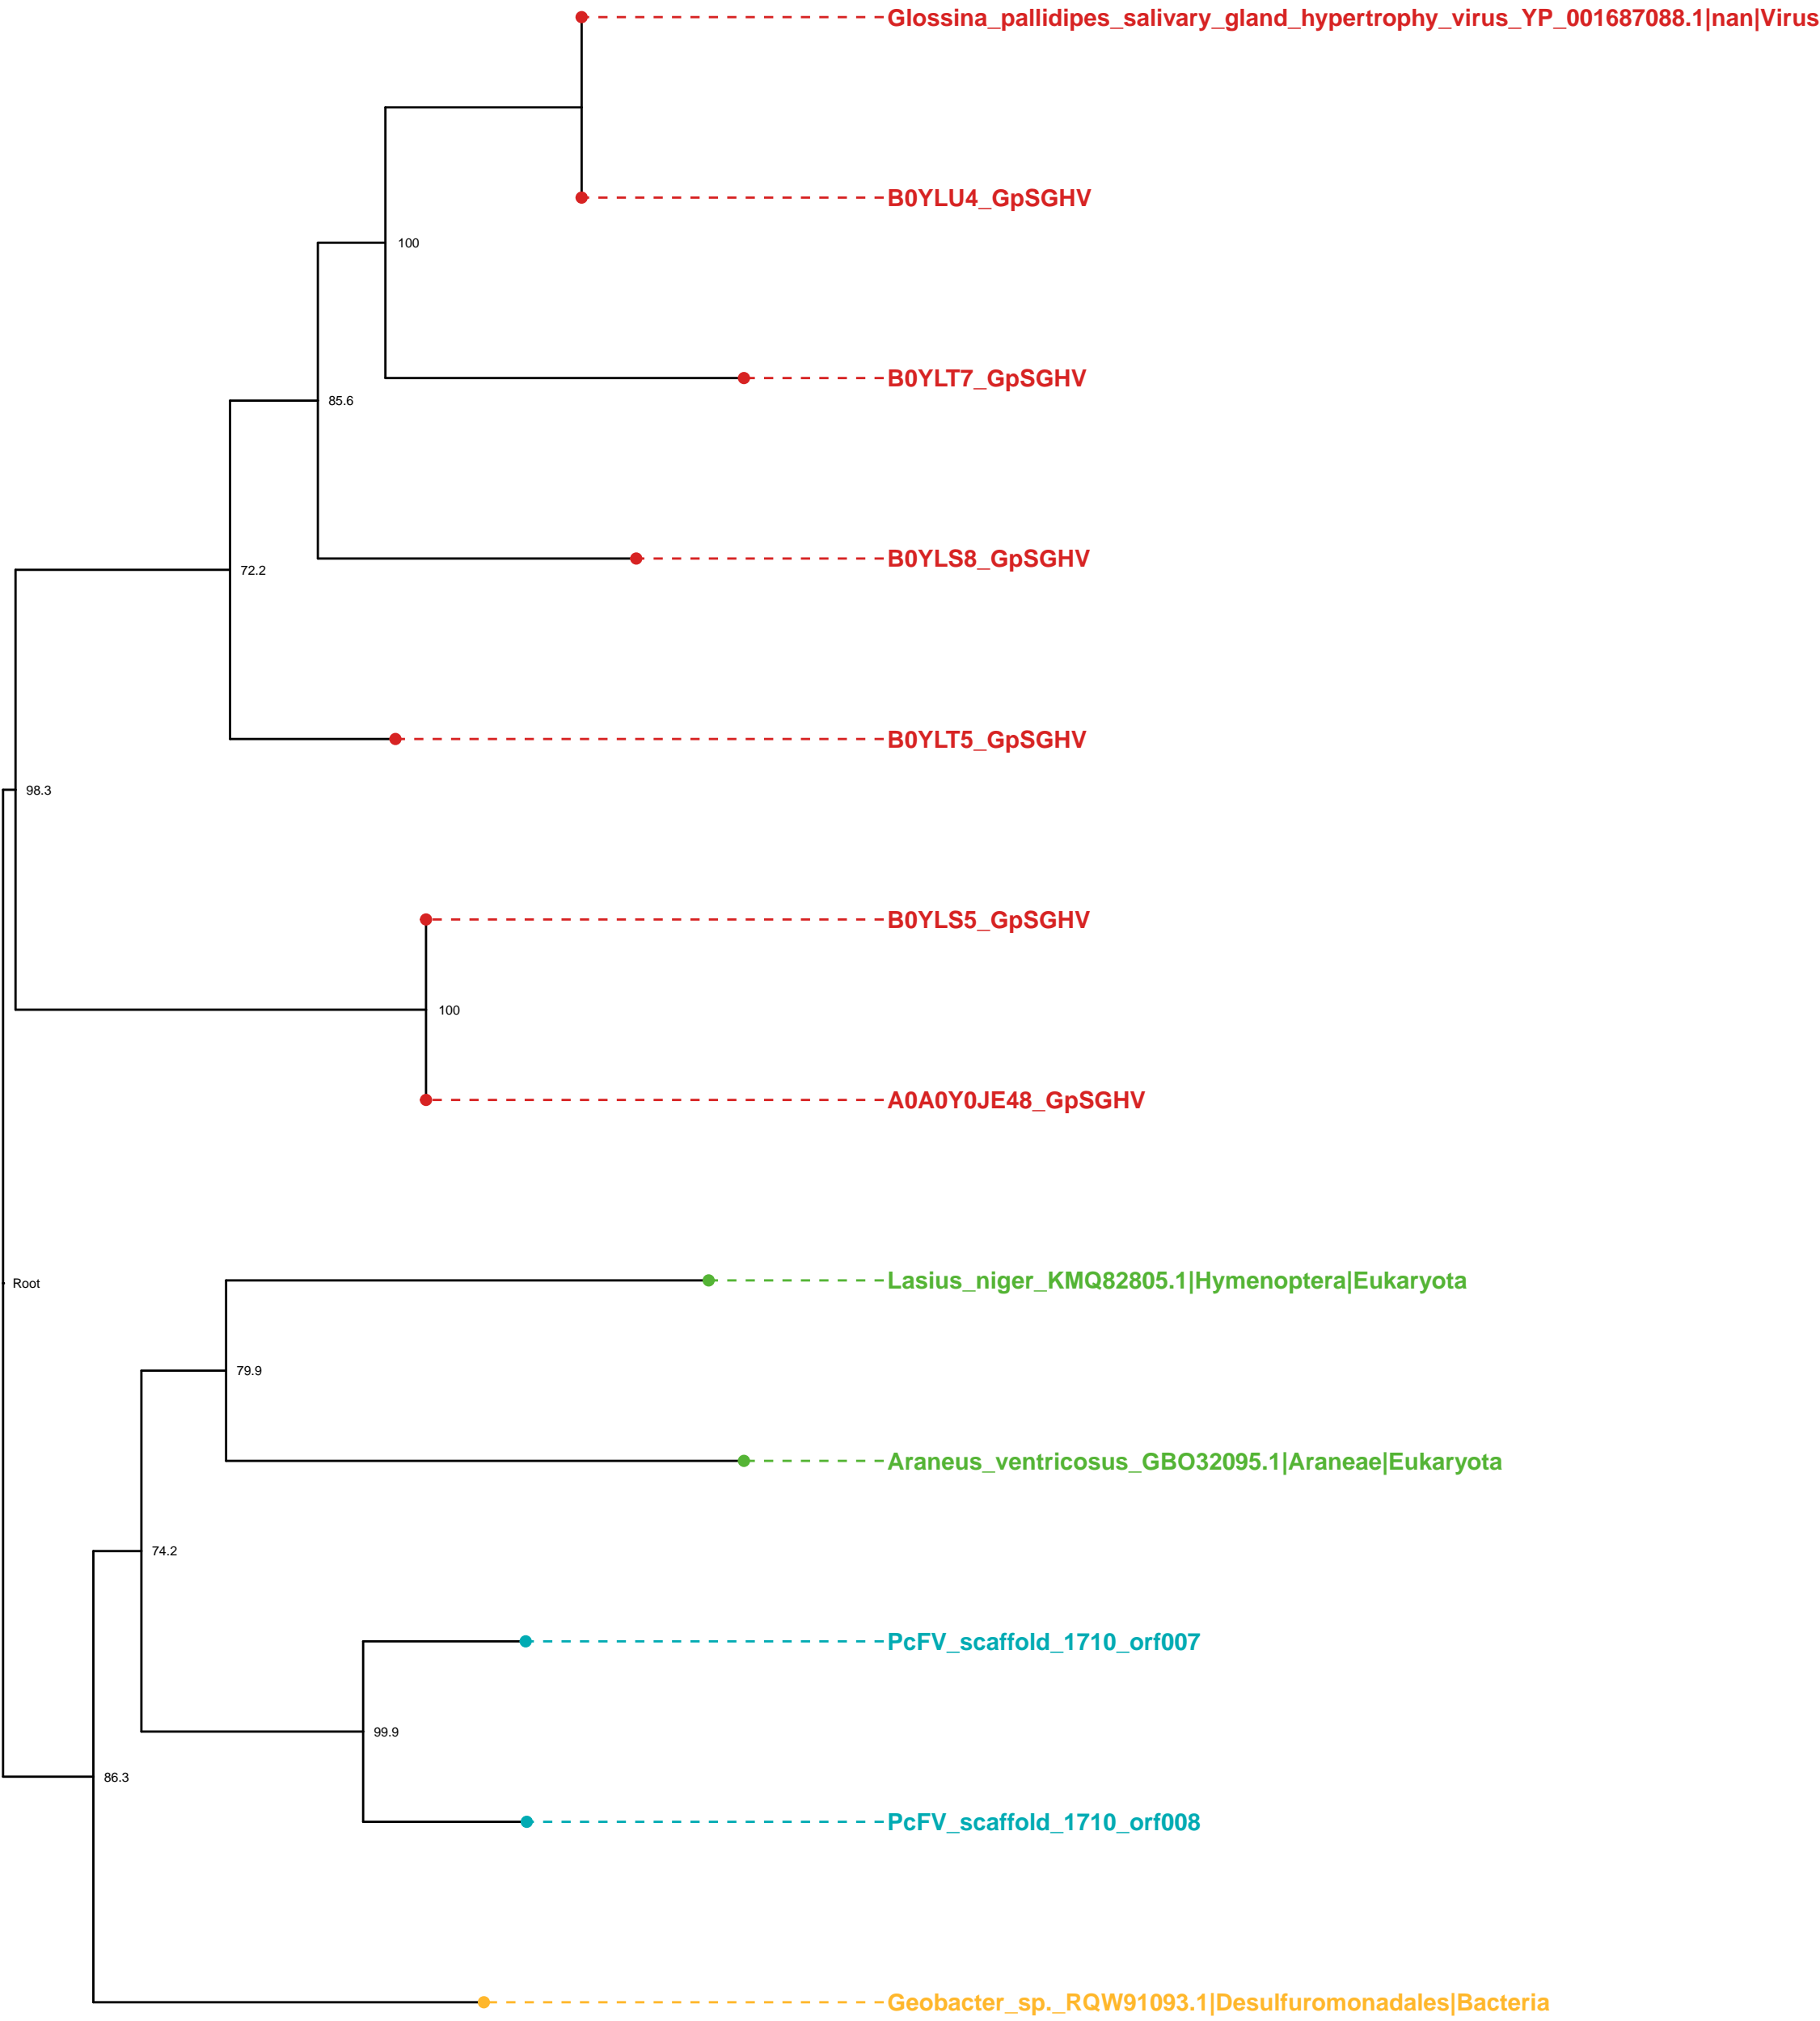 Glossina_pallidipes_salivary_gland_hypertrophy_virus_YP_001687088.1|nan|Virus
B0YLU4_GpSGHV
100
B0YLT7_GpSGHV
85.6
B0YLS8_GpSGHV
72.2
B0YLT5_GpSGHV
98.3
B0YLS5_GpSGHV
100
A0A0Y0JE48_GpSGHV
Lasius_niger_KMQ82805.1|Hymenoptera|Eukaryota
Root
79.9
Araneus_ventricosus_GBO32095.1|Araneae|Eukaryota
74.2
PcFV_scaffold_1710_orf007
99.9
86.3
PcFV_scaffold_1710_orf008
Geobacter_sp._RQW91093.1|Desulfuromonadales|Bacteria